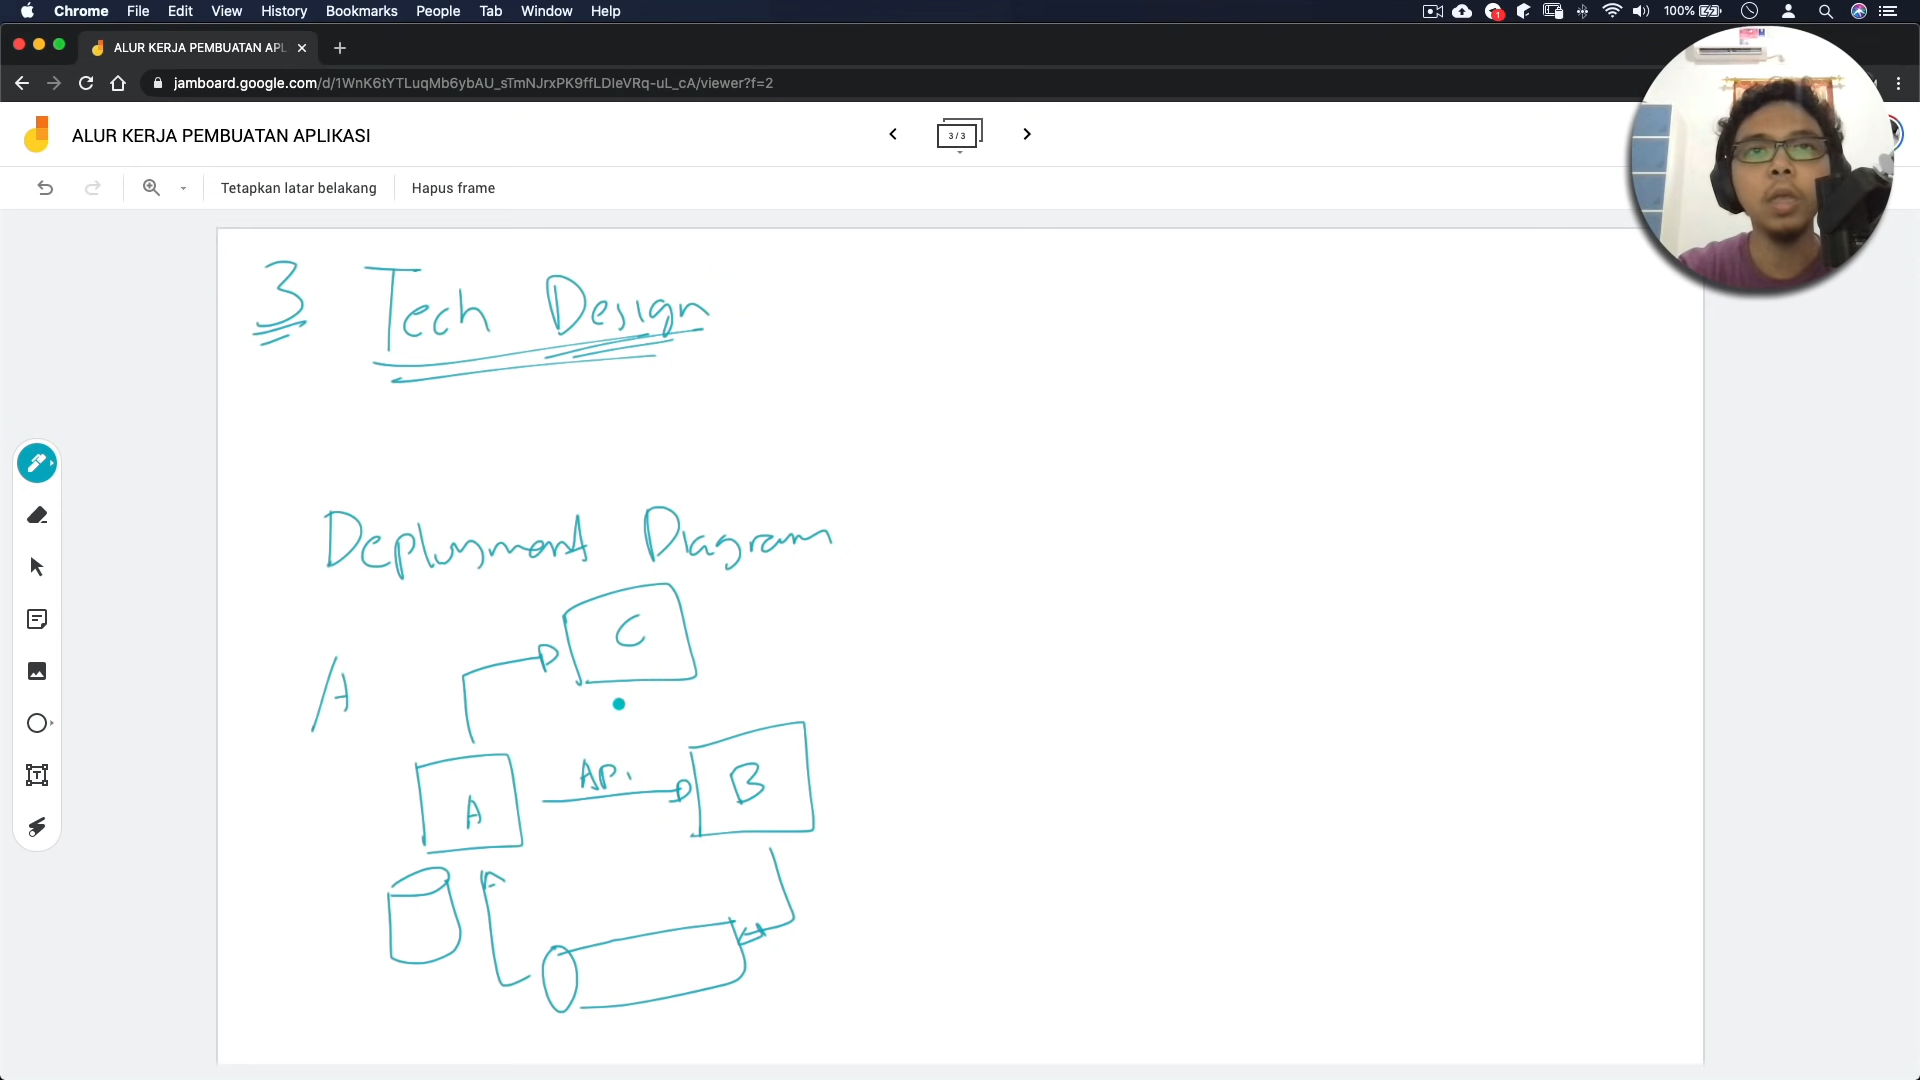 Chrome File Edit View History Bookmarks People Tab Window Help 100%
ALUR KERJA PEMBUATAN APL
jamboard.google.com/d/1WnK6tYTLuqMb6ybAU_sTmNJrxPK9ffLDleVRq-uL_cA/viewer?f=2
ALUR KERJA PEMBUATAN APLIKASI
3 / 3
Tetapkan latar belakang
Hapus frame
3 Tech Design
Deployment Diagram
C
A
API
B
A